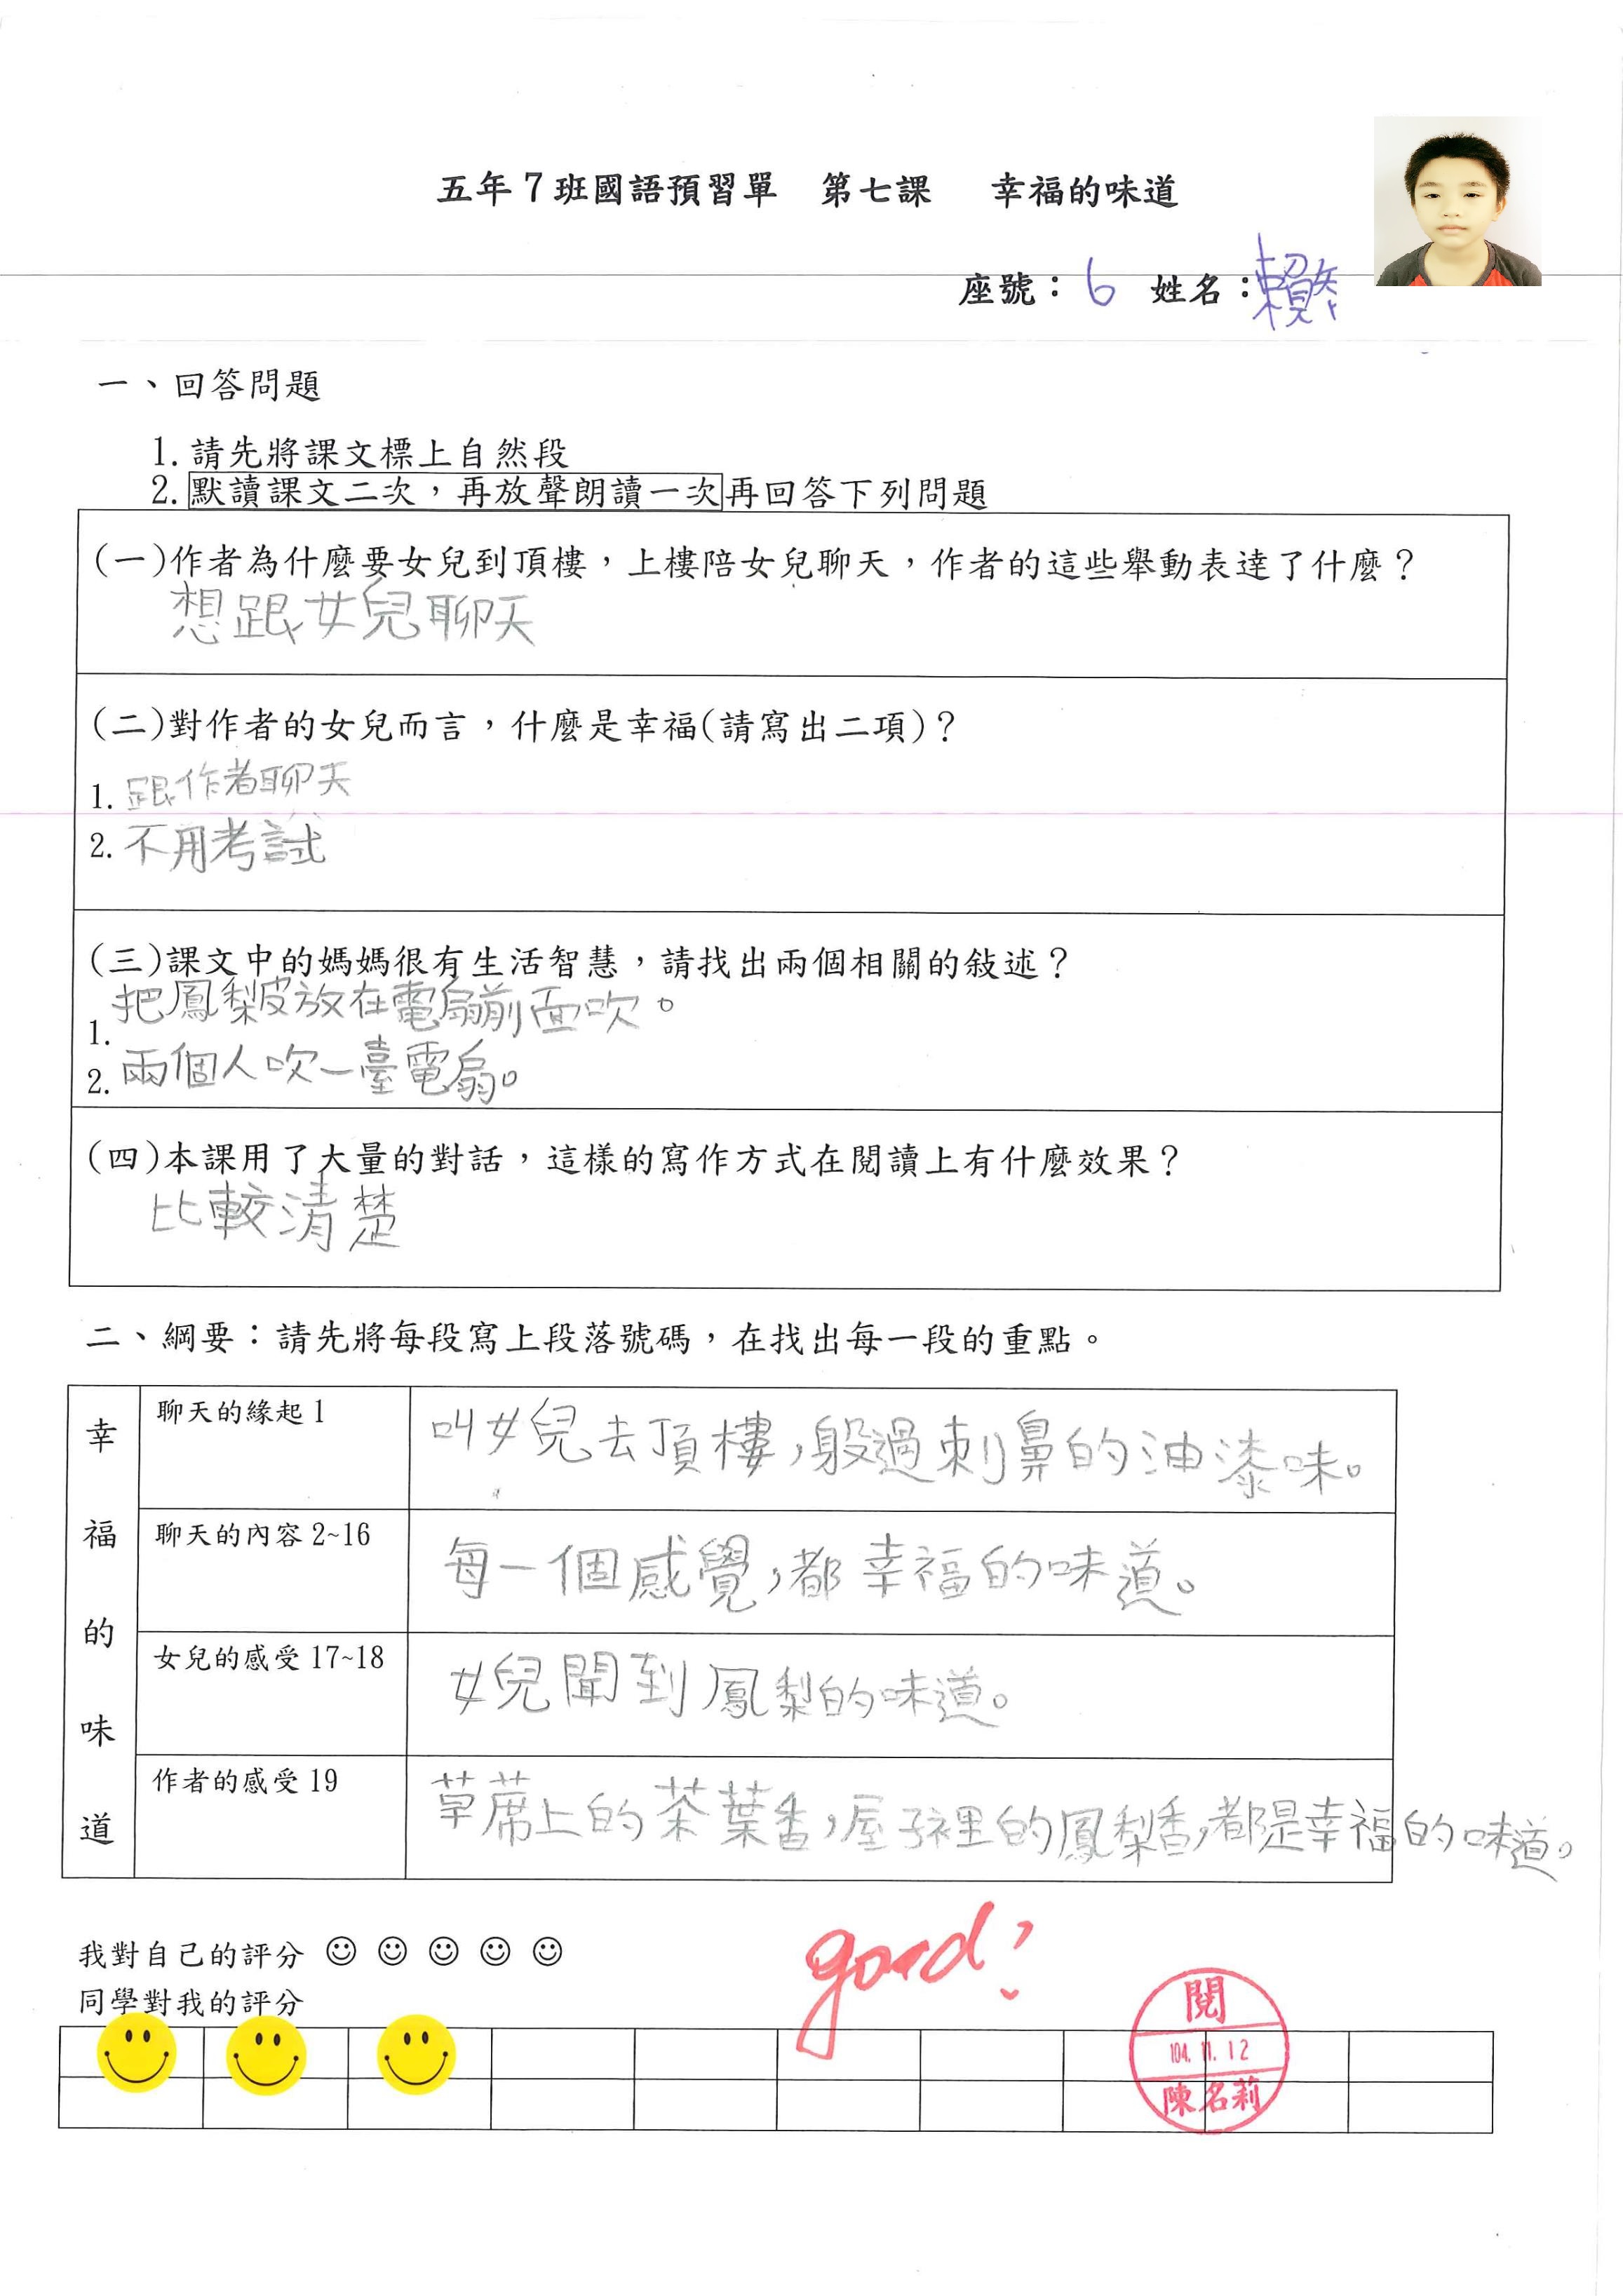 五年7班國語預習單 第七課 幸福的味道
座號：6 姓名：賴
一、回答問題
1. 請先將課文標上自然段
2. 默讀課文二次，再放聲朗讀一次再回答下列問題
(一)作者為什麼要女兒到頂樓，上樓陪女兒聊天，作者的這些舉動表達了什麼？
想跟女兒聊天
(二)對作者的女兒而言，什麼是幸福(請寫出二項)？
1. 跟作者聊天
2. 不用考試
(三)課文中的媽媽很有生活智慧，請找出兩個相關的敘述？
1. 把鳳梨皮放在電扇前面吹。
2. 兩個人吹一臺電扇。
(四)本課用了大量的對話，這樣的寫作方式在閱讀上有什麼效果？
比較清楚
二、綱要：請先將每段寫上段落號碼，在找出每一段的重點。
幸福的味道
聊天的緣起 1
叫女兒去頂樓，躲過刺鼻的油漆味。
聊天的內容 2~16
每一個感覺，都幸福的味道。
女兒的感受 17~18
女兒聞到鳳梨的味道。
作者的感受 19
草蓆上的茶葉香，屋子裡的鳳梨香，都是幸福的味道。
我對自己的評分 ☺ ☺ ☺ ☺ ☺
同學對我的評分
good!
閱
104. 11. 12
陳名莉